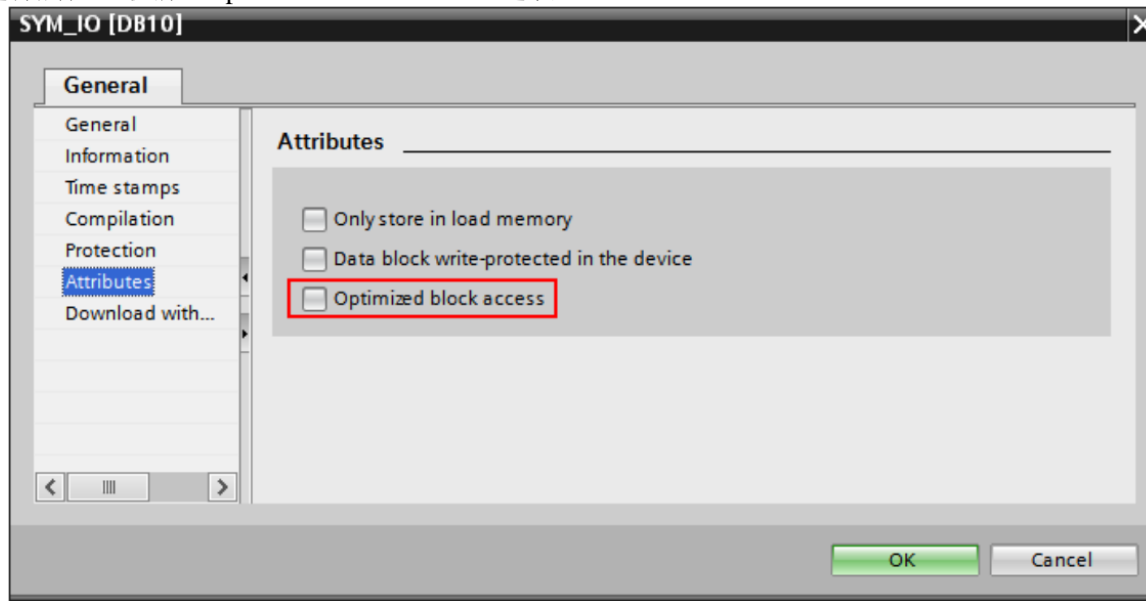 SYM_IO [DB10]
General
General
Information
Time stamps
Compilation
Protection
Attributes
Download with...
Attributes
Only store in load memory
Data block write-protected in the device
Optimized block access
OK
Cancel